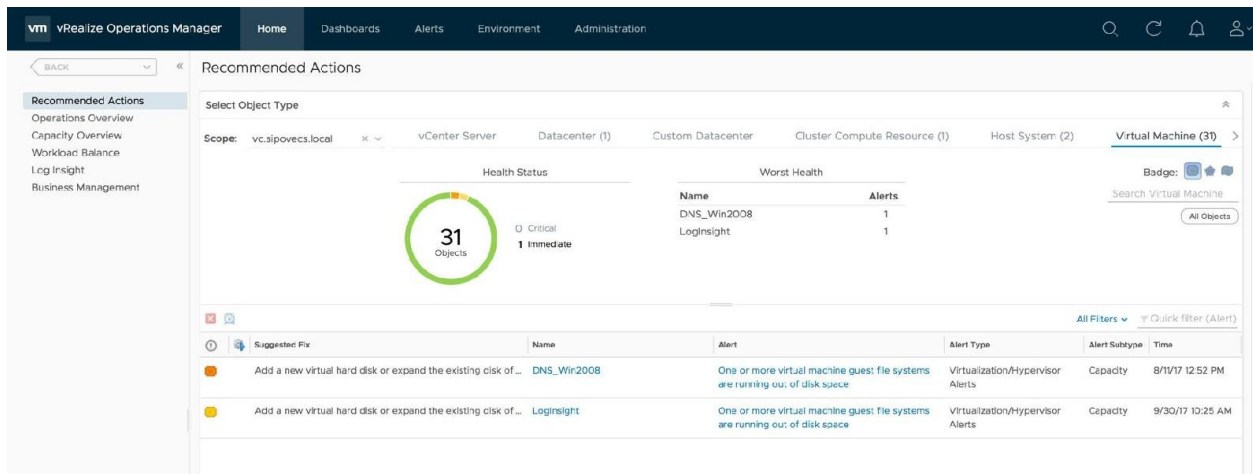 vm vRealize Operations Manager Home Dashboards Alerts Environment Administration
BACK
Recommended Actions
Recommended Actions
Operations Overview
Capacity Overview
Workload Balance
Log Insight
Business Management
Select Object Type
Scope: vc.sipovecs.local vCenter Server Datacenter (1) Custom Datacenter Cluster Compute Resource (1) Host System (2) Virtual Machine (31)
Health Status
31
Objects
0 Critical
1 Immediate
Worst Health
Name Alerts
DNS_Win2008 1
LogInsight 1
Badge:
Search Virtual Machine
All Objects
All Filters Quick filter (Alert)
Suggested Fix Name Alert Alert Type Alert Subtype Time
Add a new virtual hard disk or expand the existing disk of... DNS_Win2008 One or more virtual machine guest file systems Virtualization/Hypervisor Capacity 8/11/17 12:52 PM
are running out of disk space Alerts
Add a new virtual hard disk or expand the existing disk of... LogInsight One or more virtual machine guest file systems Virtualization/Hypervisor Capacity 9/30/17 10:25 AM
are running out of disk space Alerts